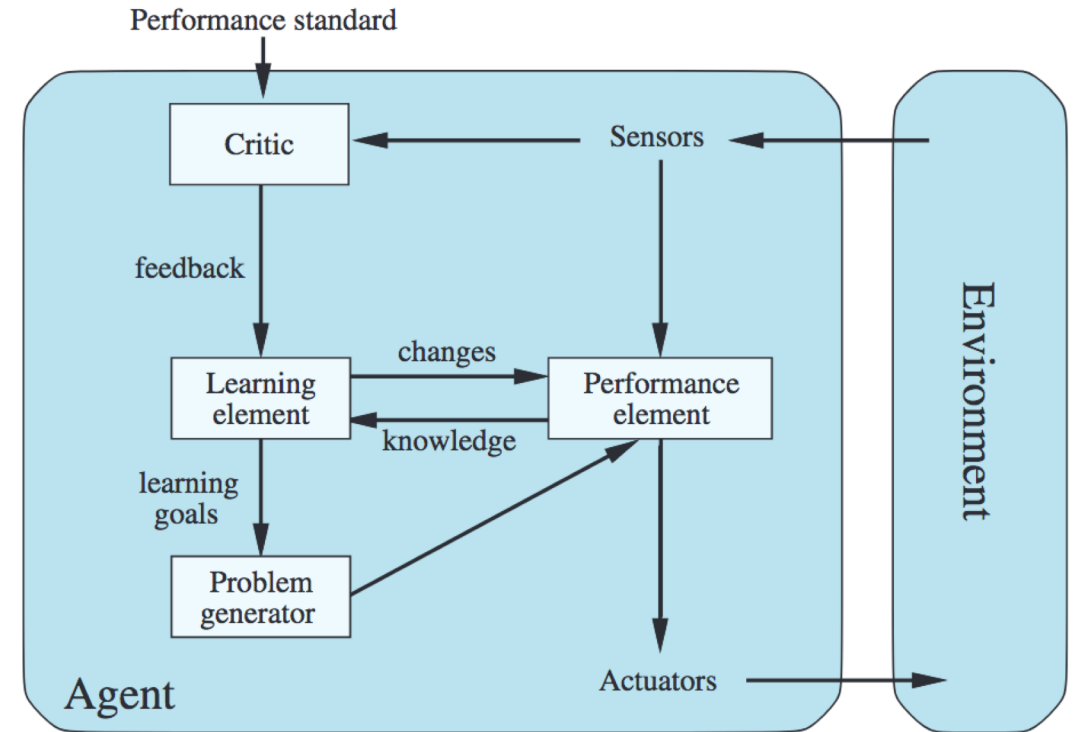 Performance standard
Critic
Sensors
feedback
changes
Learning
element
Performance
element
knowledge
learning
goals
Problem
generator
Agent
Actuators
Environment